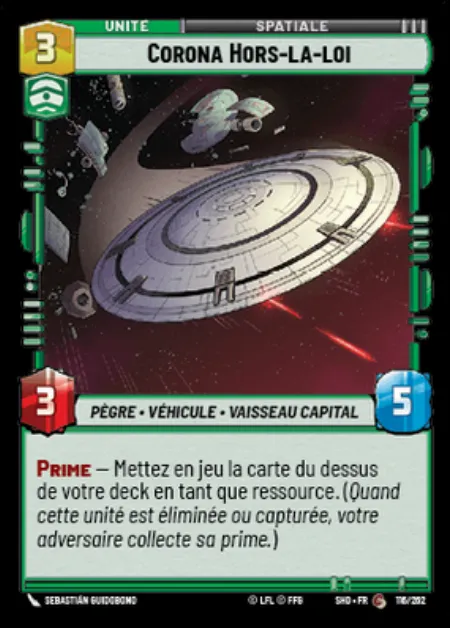 UNITÉ
SPATIALE
3
CORONA HORS-LA-LOI
3
PÈGRE • VÉHICULE • VAISSEAU CAPITAL
5
PRIME – Mettez en jeu la carte du dessus
de votre deck en tant que ressource. (Quand
cette unité est éliminée ou capturée, votre
adversaire collecte sa prime.)
SEBASTIÁN GUIDOBONO
© LFL © FFG
SHD • FR
116/262